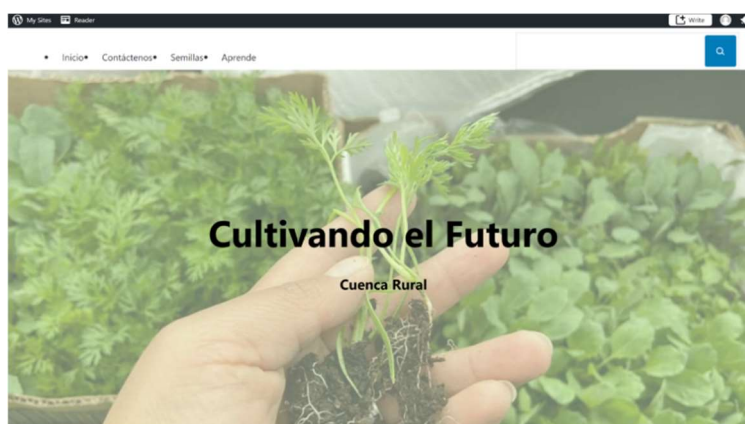 My Sites Reader Write
Inicio Contáctenos Semillas Aprende
Cultivando el Futuro
Cuenca Rural